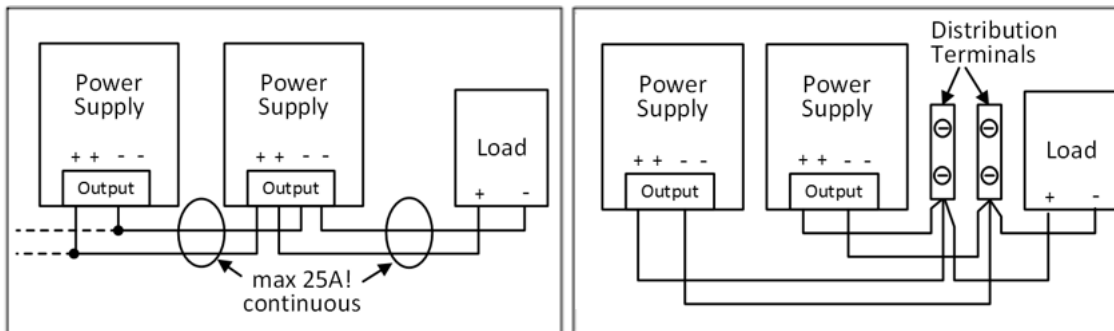 Power
Supply
+ + - -
Output
Power
Supply
+ + - -
Output
Load
+ -
max 25A!
continuous
Power
Supply
+ + - -
Output
Power
Supply
+ + - -
Output
Distribution
Terminals
Load
+ -